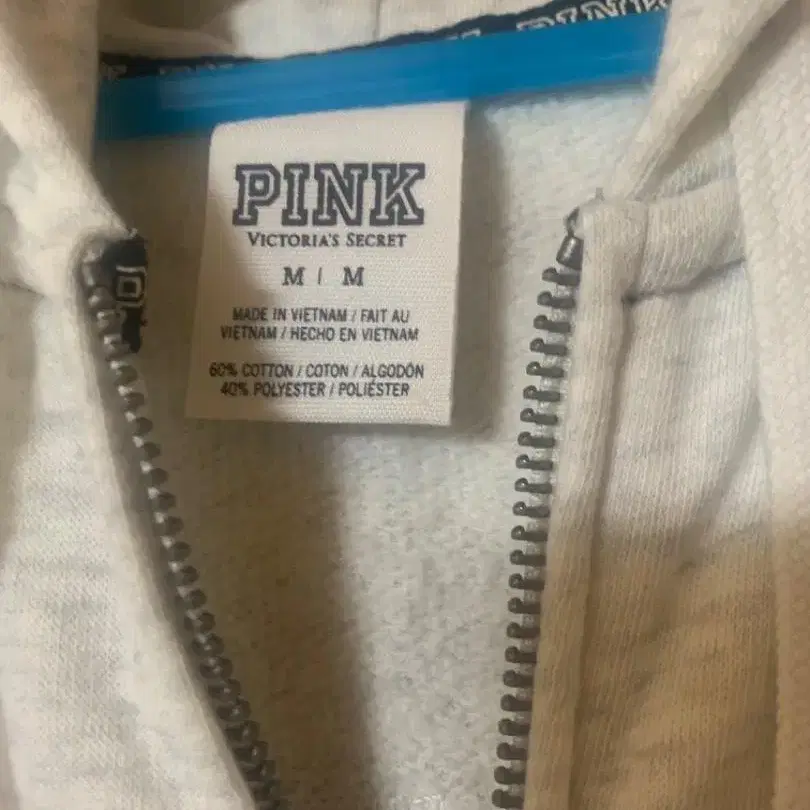 PINK
VICTORIA'S SECRET
M | M
MADE IN VIETNAM / FAIT AU
VIETNAM / HECHO EN VIETNAM
60% COTTON / COTON / ALGODÓN
40% POLYESTER / POLIÉSTER